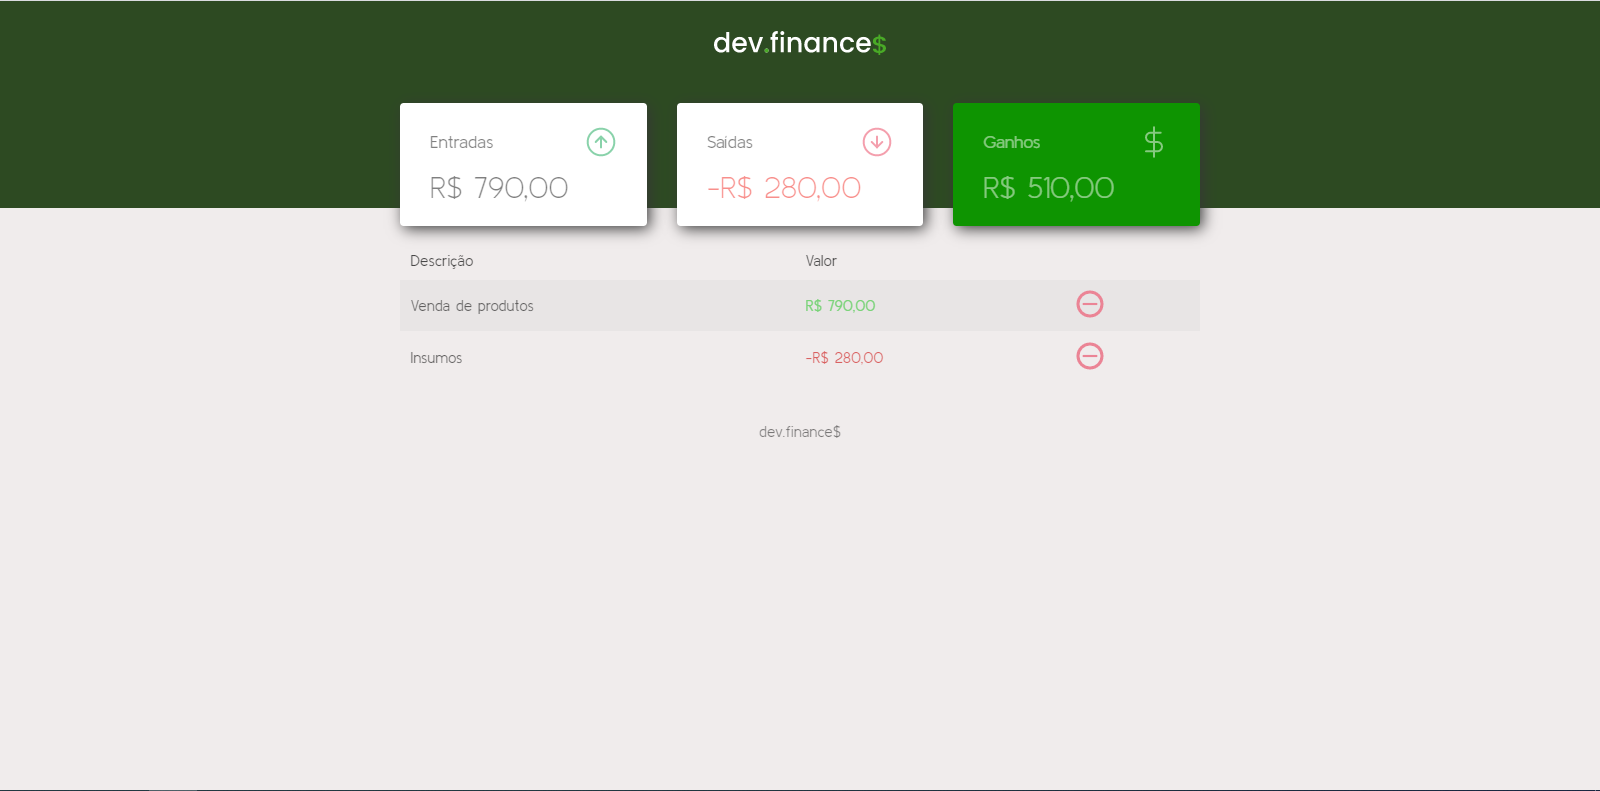 dev.finance$
Entradas
R$ 790,00
Saídas
-R$ 280,00
Ganhos $
R$ 510,00
Descrição Valor
Venda de produtos R$ 790,00
Insumos -R$ 280,00
dev.finance$